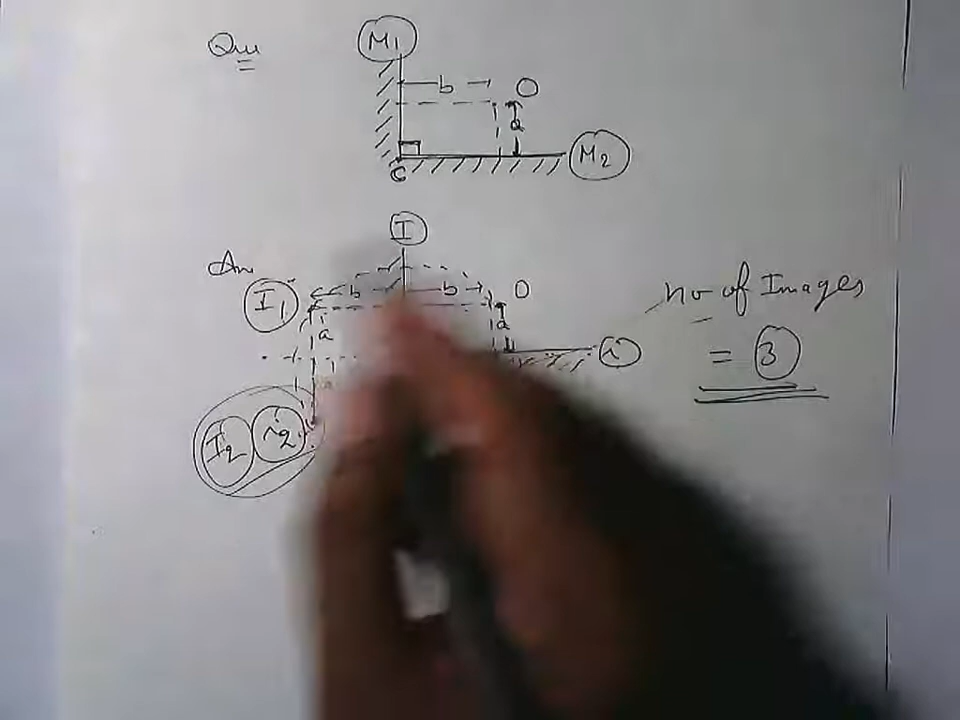 Qu
M1
b O
a
M2
C
I
An
b b O
I1 no of Images
a a
i
= 3
I2 i2